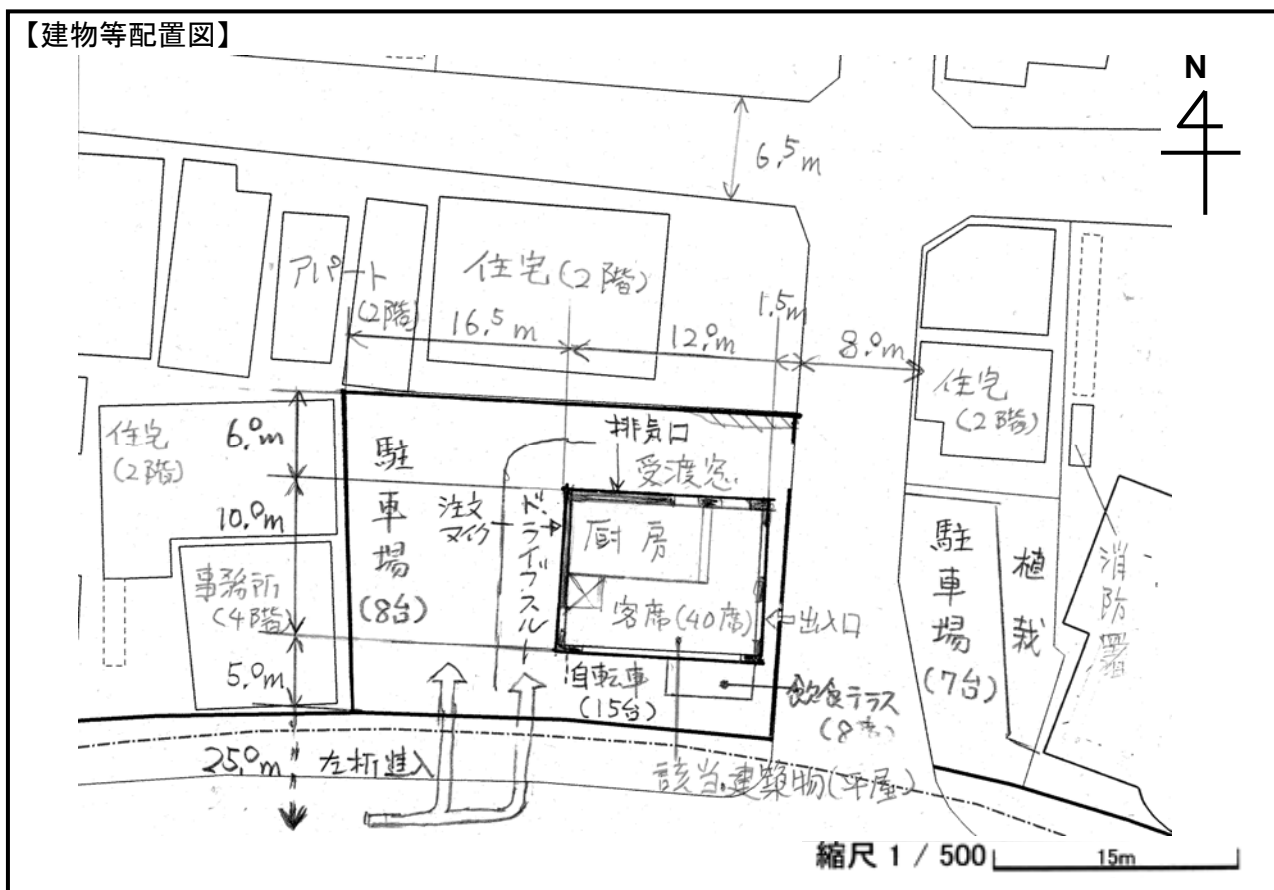 【建物等配置図】
N
6.5m
アパート
(2階)
住宅(2階)
1.5m
16.5m
12.0m
8.0m
住宅
(2階)
住宅
(2階)
6.0m
駐車場
(8台)
排気口
受渡窓
注文
マイク
ドライブスルー
10.0m
厨房
駐車場
(7台)
植栽
消防署
事務所
(4階)
客席(40席)
出入口
5.0m
自転車
(15台)
飲食テラス
(8席)
25.0m
左折進入
該当建築物(平屋)
縮尺 1 / 500
15m